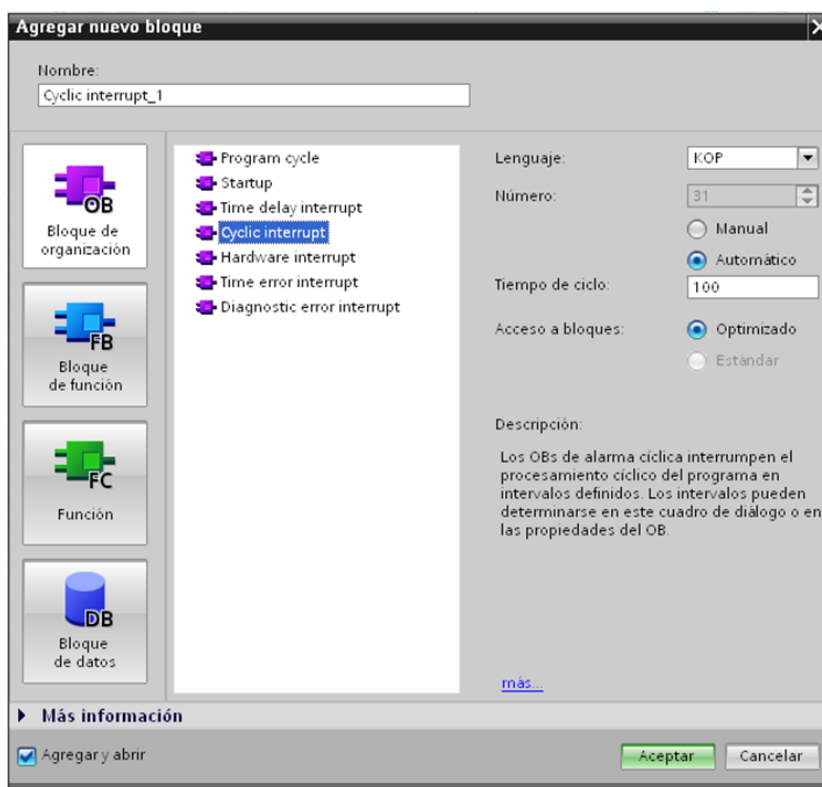 Agregar nuevo bloque
Nombre:
Cyclic interrupt_1
OB
Bloque de
organización
FB
Bloque
de función
FC
Función
DB
Bloque
de datos
Program cycle
Startup
Time delay interrupt
Cyclic interrupt
Hardware interrupt
Time error interrupt
Diagnostic error interrupt
Lenguaje:
KOP
Número:
31
Manual
Automático
Tiempo de ciclo:
100
Acceso a bloques:
Optimizado
Estándar
Descripción:
Los OBs de alarma cíclica interrumpen el
procesamiento cíclico del programa en
intervalos definidos. Los intervalos pueden
determinarse en este cuadro de diálogo o en
las propiedades del OB.
más...
Más información
Agregar y abrir
Aceptar
Cancelar